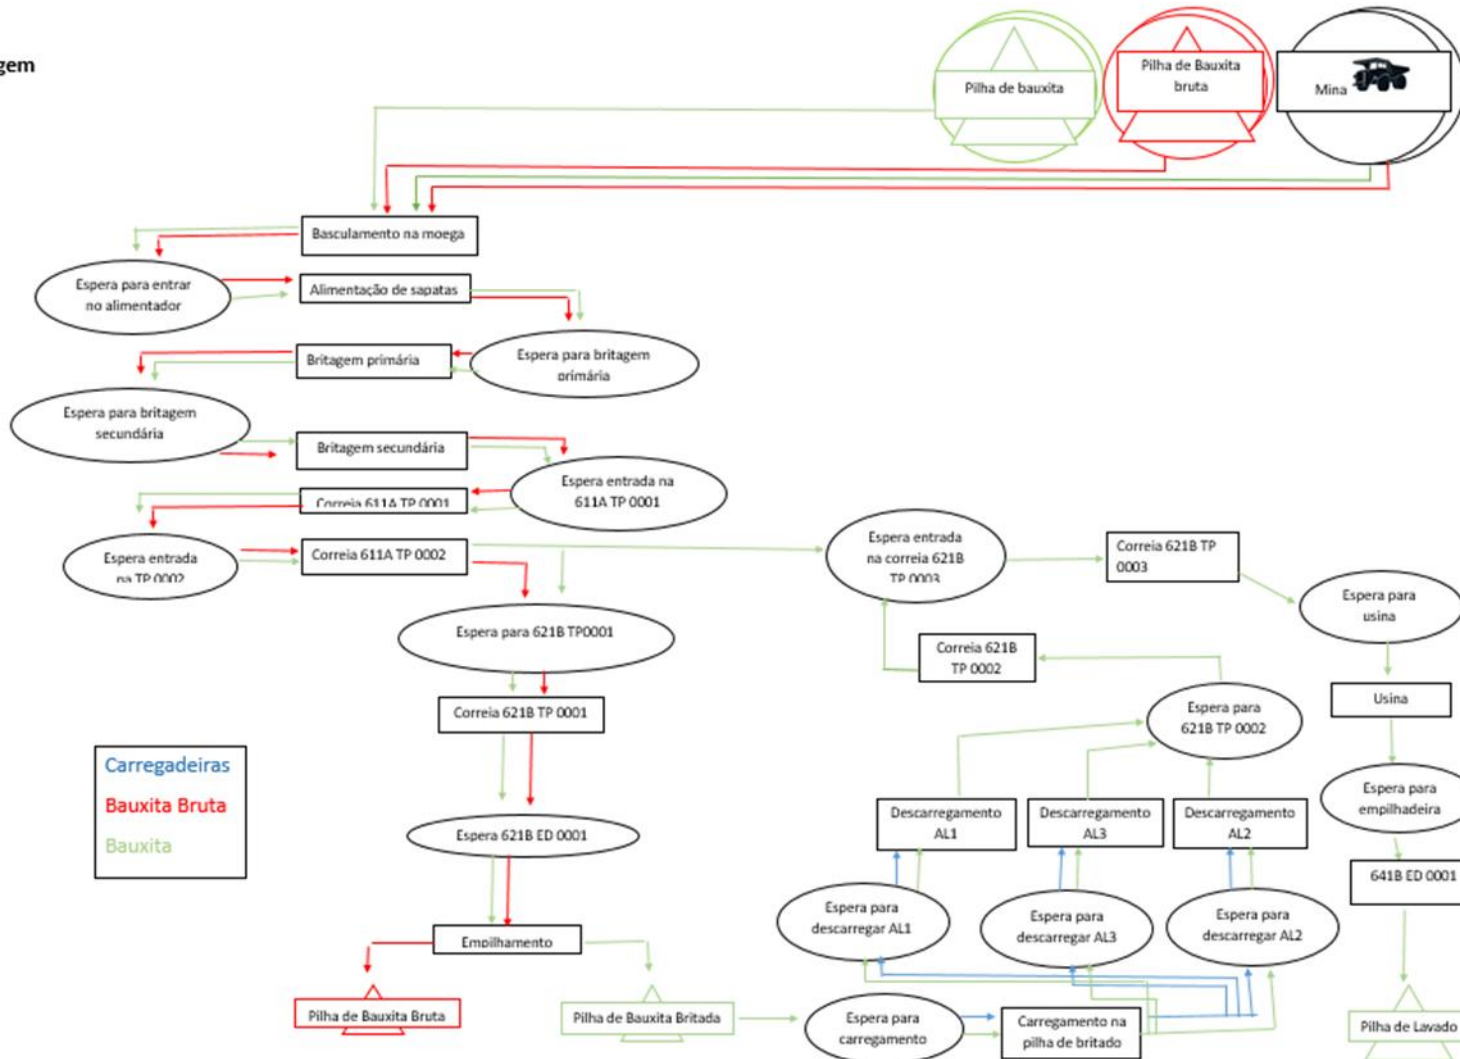 gem
Pilha de bauxita
Pilha de Bauxita
bruta
Mina
Basculamento na moega
Espera para entrar
no alimentador
Alimentação de sapatas
Britagem primária
Espera para britagem
primária
Espera para britagem
secundária
Britagem secundária
Espera entrada na
611A TP 0001
Correia 611A TP 0001
Espera entrada
na TP 0002
Correia 611A TP 0002
Espera entrada
na correia 621B
TP 0003
Correia 621B TP
0003
Espera para
usina
Espera para 621B TP0001
Correia 621B
TP 0002
Correia 621B TP 0001
Espera para
621B TP 0002
Usina
Carregadeiras
Bauxita Bruta
Bauxita
Espera 621B ED 0001
Descarregamento
AL1
Descarregamento
AL3
Descarregamento
AL2
Espera para
empilhadeira
641B ED 0001
Espera para
descarregar AL1
Espera para
descarregar AL3
Espera para
descarregar AL2
Empilhamento
Pilha de Bauxita Bruta
Pilha de Bauxita Britada
Espera para
carregamento
Carregamento na
pilha de britado
Pilha de Lavado